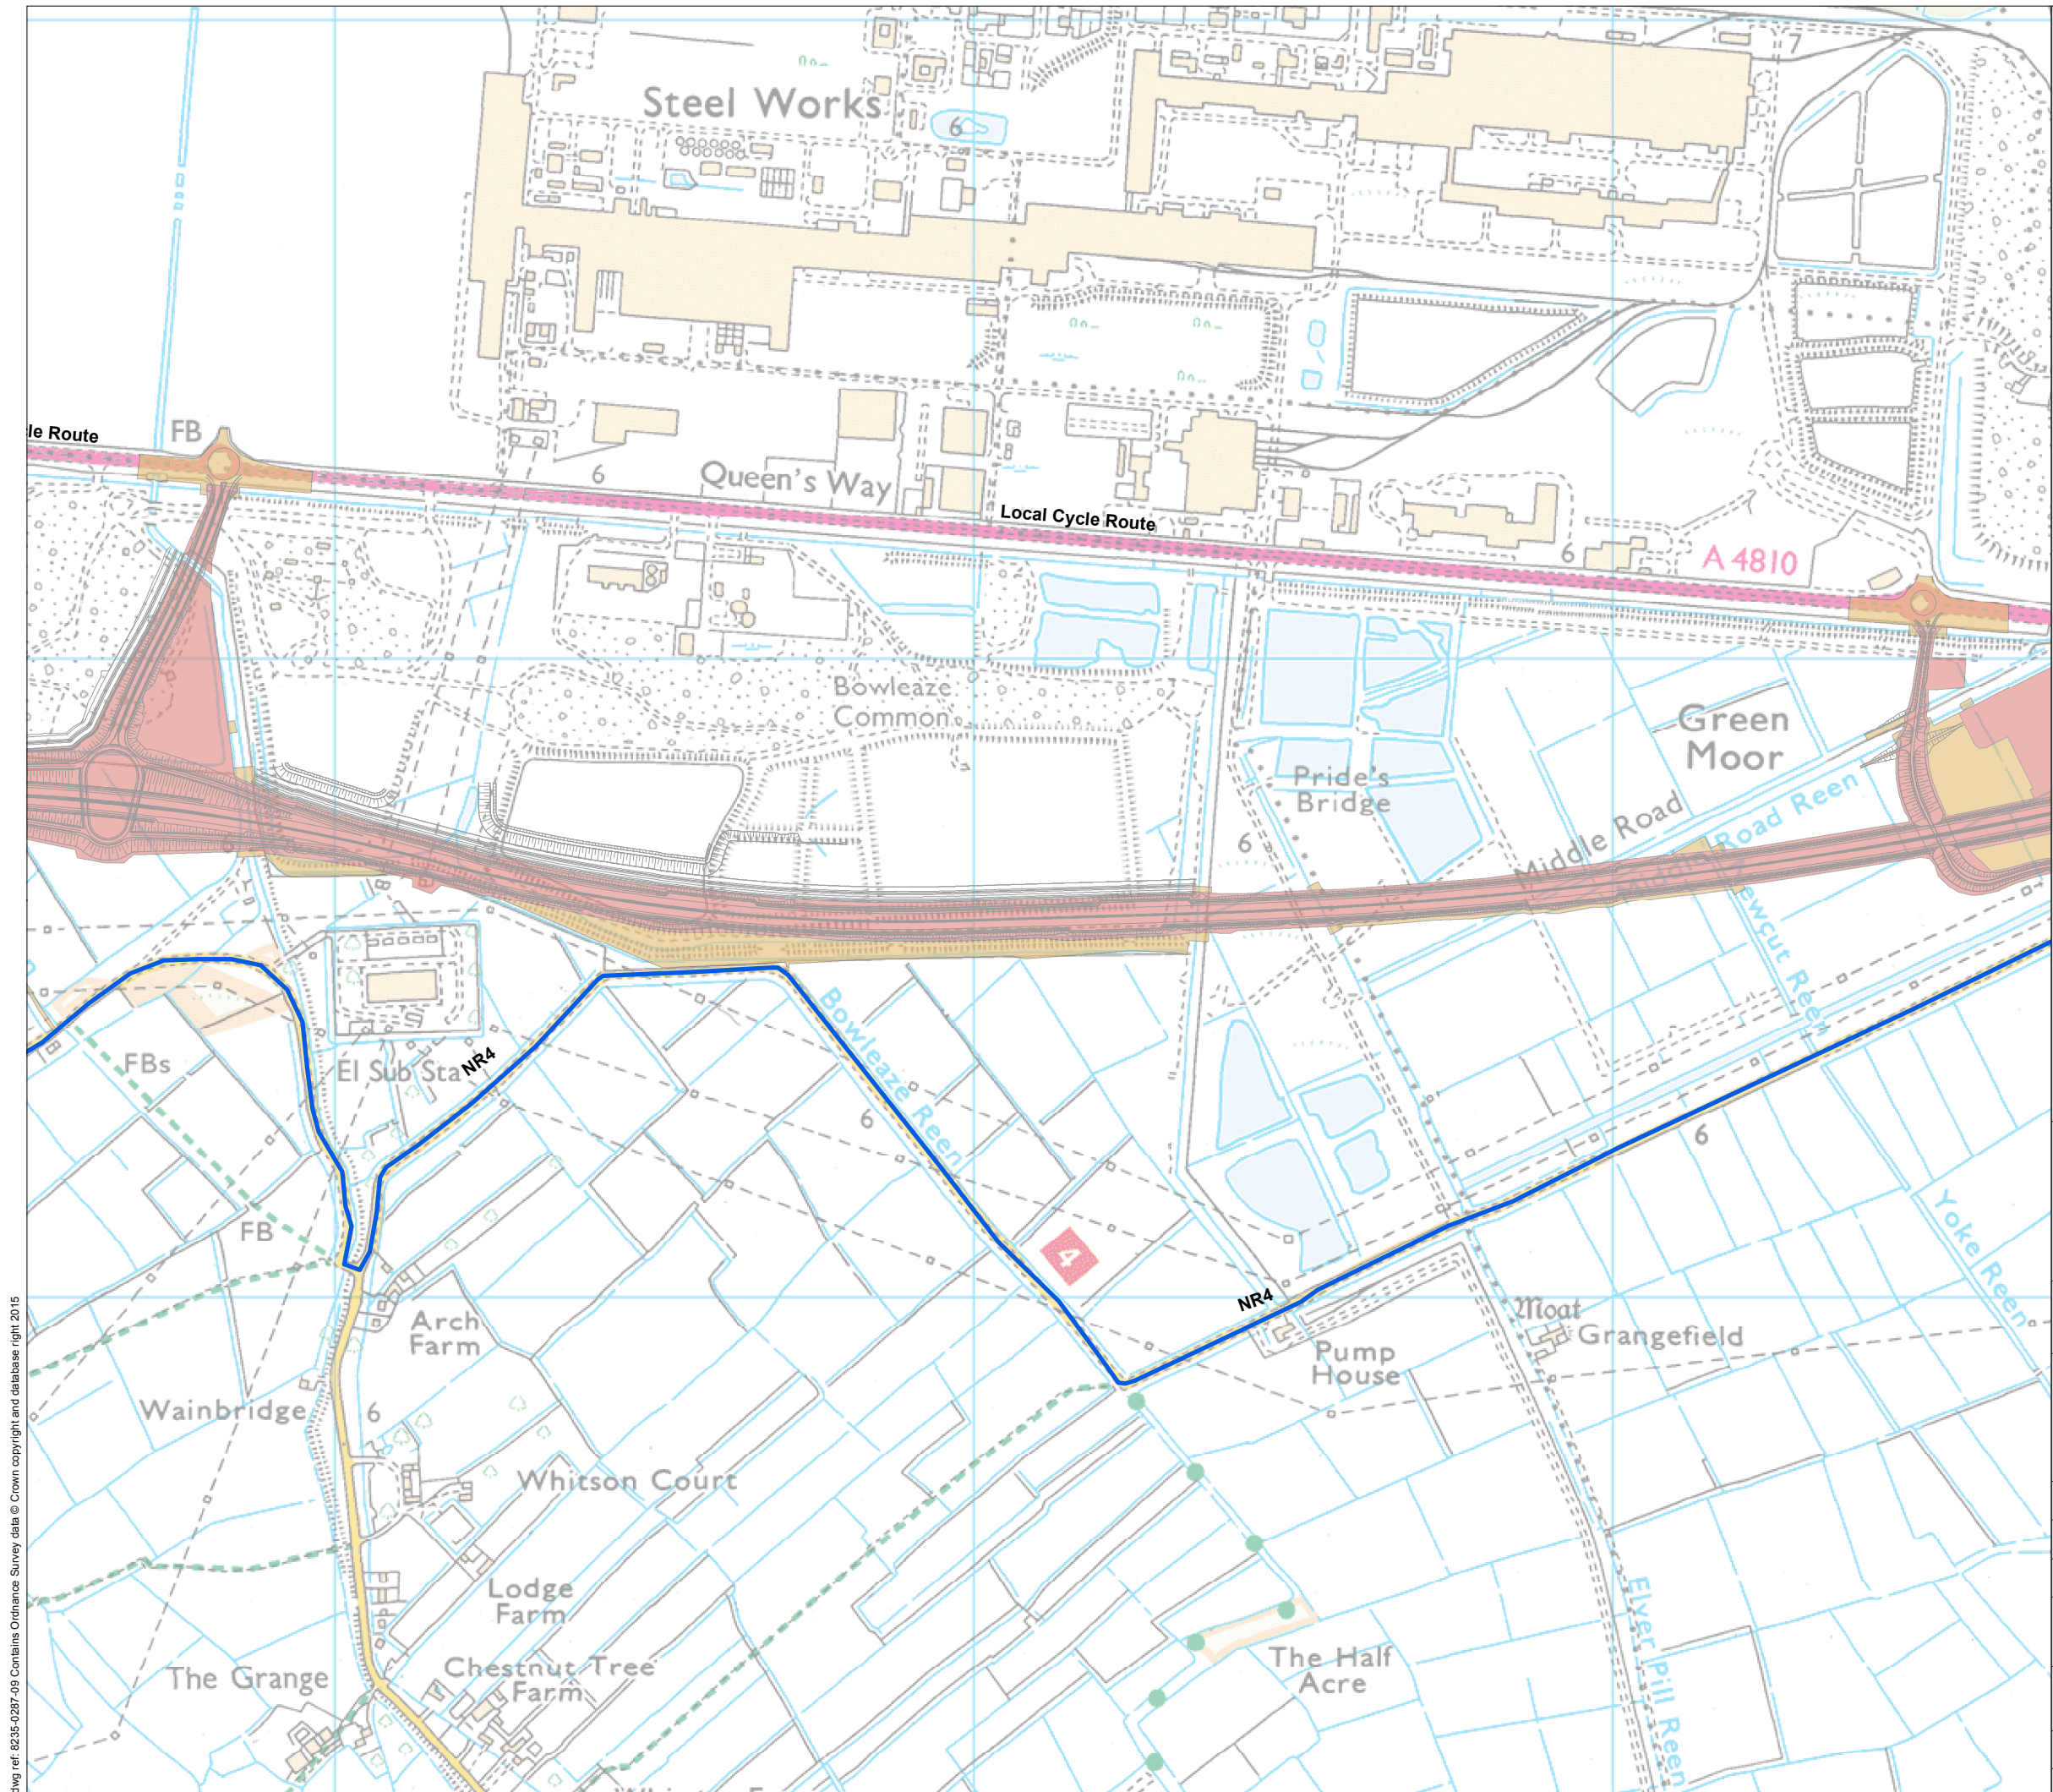 7
Steel Works
6
le Route
FB
6
Queen's Way
Local Cycle Route
6
A 4810
Bowleaze
Common
Green
Moor
Pride's
Bridge
6
Middle Road
Road Reen
Newcut Reen
FBs
El Sub Sta
NR4
Bowleaze Reen
6
6
FB
4
Yoke Reen
NR4
Arch
Farm
Moat
Grangefield
Pump
House
Wainbridge
6
Whitson Court
Lodge
Farm
Elver Pill Reen
The Grange
Chestnut Tree
Farm
The Half
Acre
dwg ref: 8235-0287-09 Contains Ordnance Survey data © Crown copyright and database right 2015